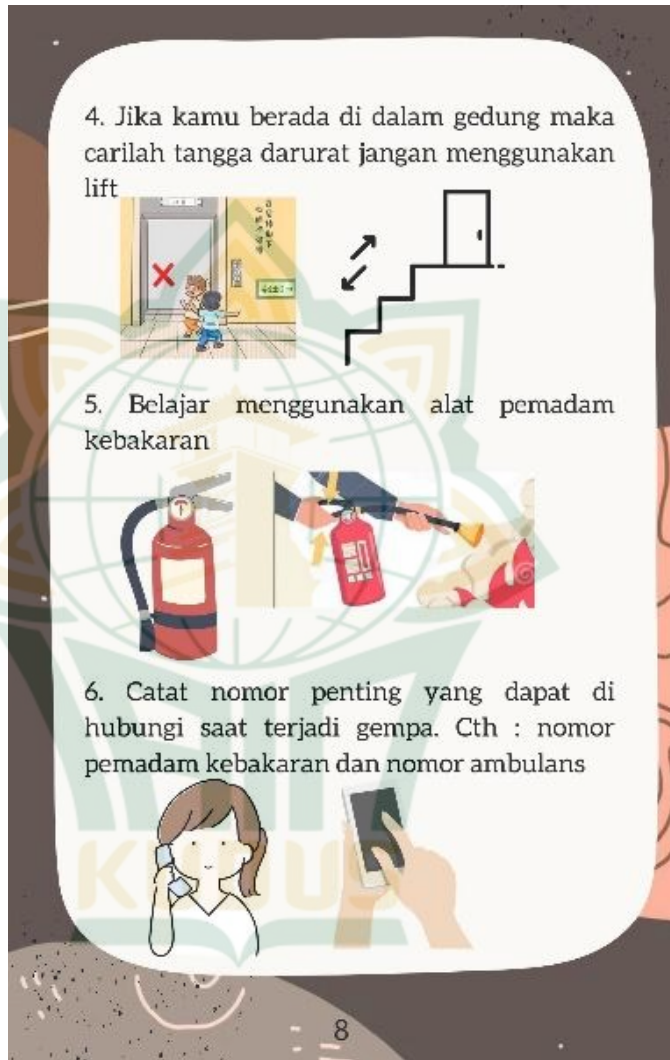 4. Jika kamu berada di dalam gedung maka
carilah tangga darurat jangan menggunakan
lift
5. Belajar menggunakan alat pemadam
kebakaran
6. Catat nomor penting yang dapat di
hubungi saat terjadi gempa. Cth : nomor
pemadam kebakaran dan nomor ambulans
KUDUS
8